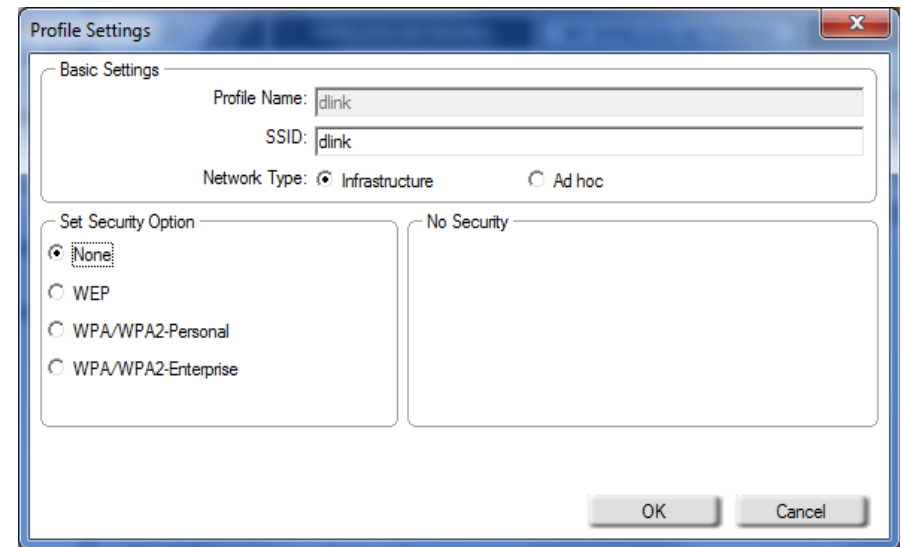 Profile Settings
Basic Settings
Profile Name: dlink
SSID: dlink
Network Type: Infrastructure Ad hoc
Set Security Option
None
WEP
WPA/WPA2-Personal
WPA/WPA2-Enterprise
No Security
OK Cancel